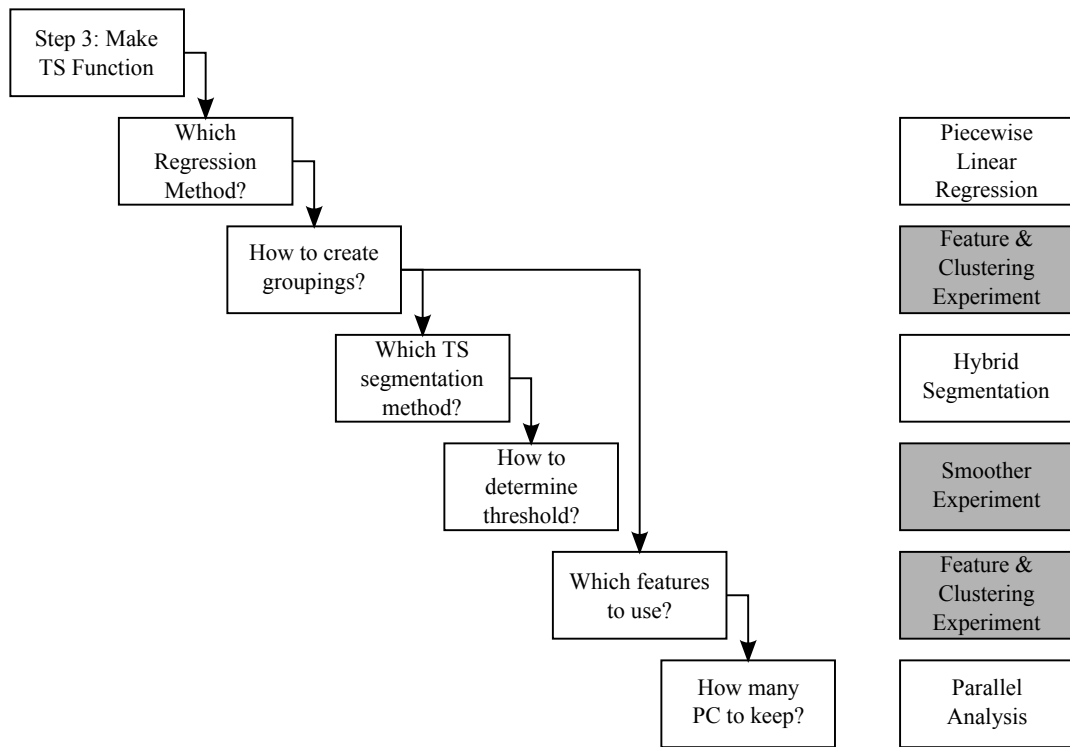 Step 3: Make
TS Function
Which
Regression
Method?
Piecewise
Linear
Regression
How to create
groupings?
Feature &
Clustering
Experiment
Which TS
segmentation
method?
Hybrid
Segmentation
How to
determine
threshold?
Smoother
Experiment
Which features
to use?
Feature &
Clustering
Experiment
How many
PC to keep?
Parallel
Analysis